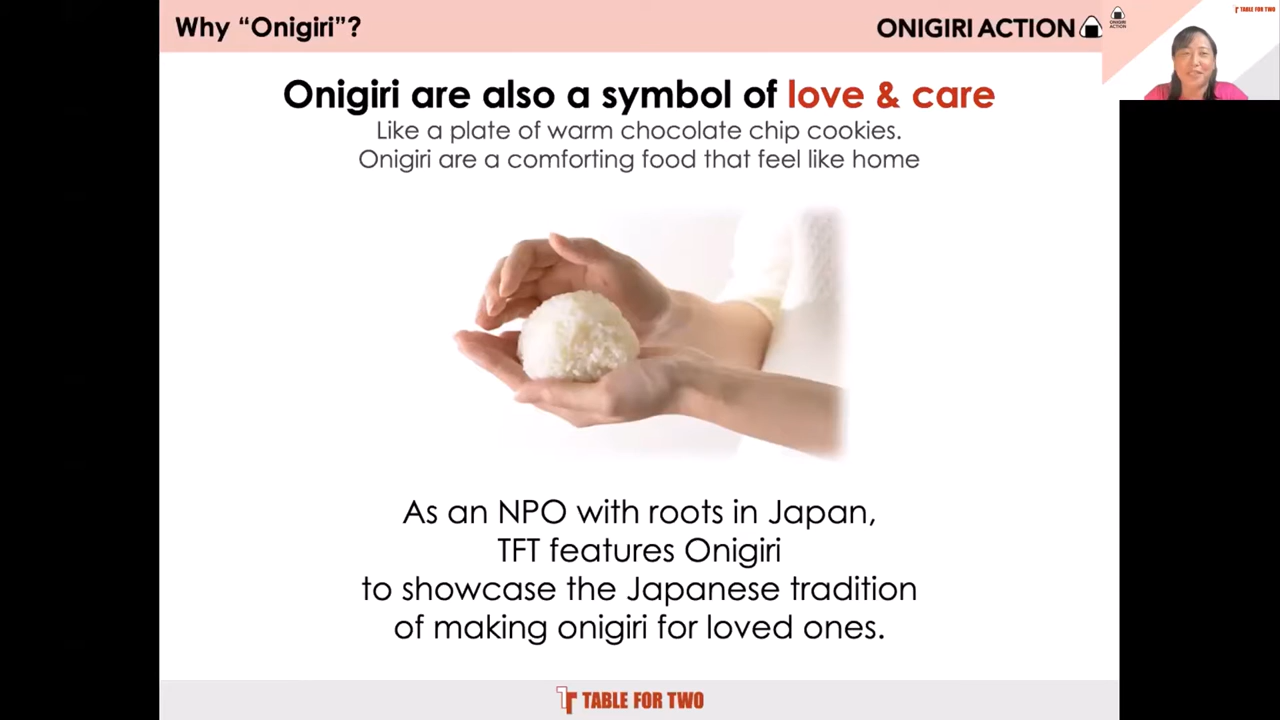 Why “Onigiri”?
ONIGIRI ACTION
ONIGIRI
ACTION
TABLE FOR TWO
Onigiri are also a symbol of love & care
Like a plate of warm chocolate chip cookies.
Onigiri are a comforting food that feel like home
As an NPO with roots in Japan,
TFT features Onigiri
to showcase the Japanese tradition
of making onigiri for loved ones.
TABLE FOR TWO